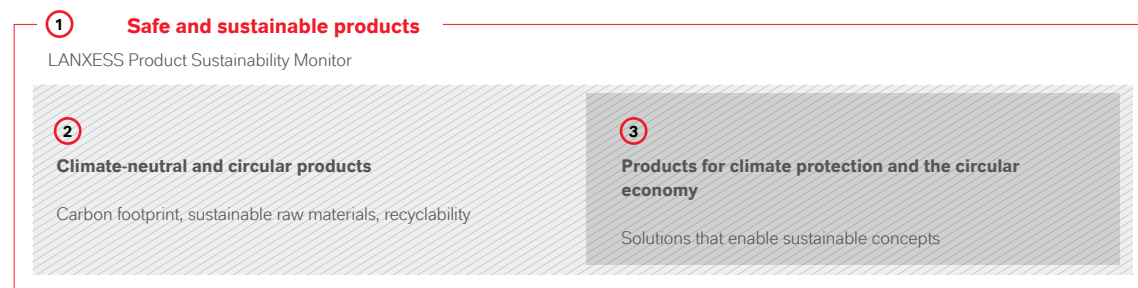 1 Safe and sustainable products
LANXESS Product Sustainability Monitor
2
Climate-neutral and circular products
Carbon footprint, sustainable raw materials, recyclability
3
Products for climate protection and the circular
economy
Solutions that enable sustainable concepts